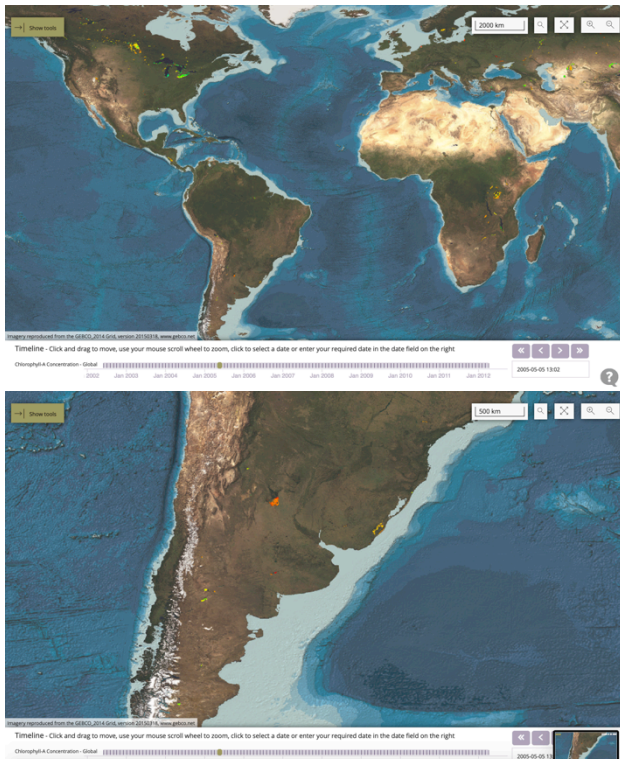 Show tools
2000 km
Imagery reproduced from the GEBCO_2014 Grid, version 20150318, www.gebco.net
Timeline - Click and drag to move, use your mouse scroll wheel to zoom, click to select a date or enter your required date in the date field on the right
Chlorophyll-A Concentration - Global
2002 Jan 2003 Jan 2004 Jan 2005 Jan 2006 Jan 2007 Jan 2008 Jan 2009 Jan 2010 Jan 2011 Jan 2012
2005-05-05 13:02
?
Show tools
500 km
Imagery reproduced from the GEBCO_2014 Grid, version 20150318, www.gebco.net
Timeline - Click and drag to move, use your mouse scroll wheel to zoom, click to select a date or enter your required date in the date field on the right
Chlorophyll-A Concentration - Global
2005-05-05 13